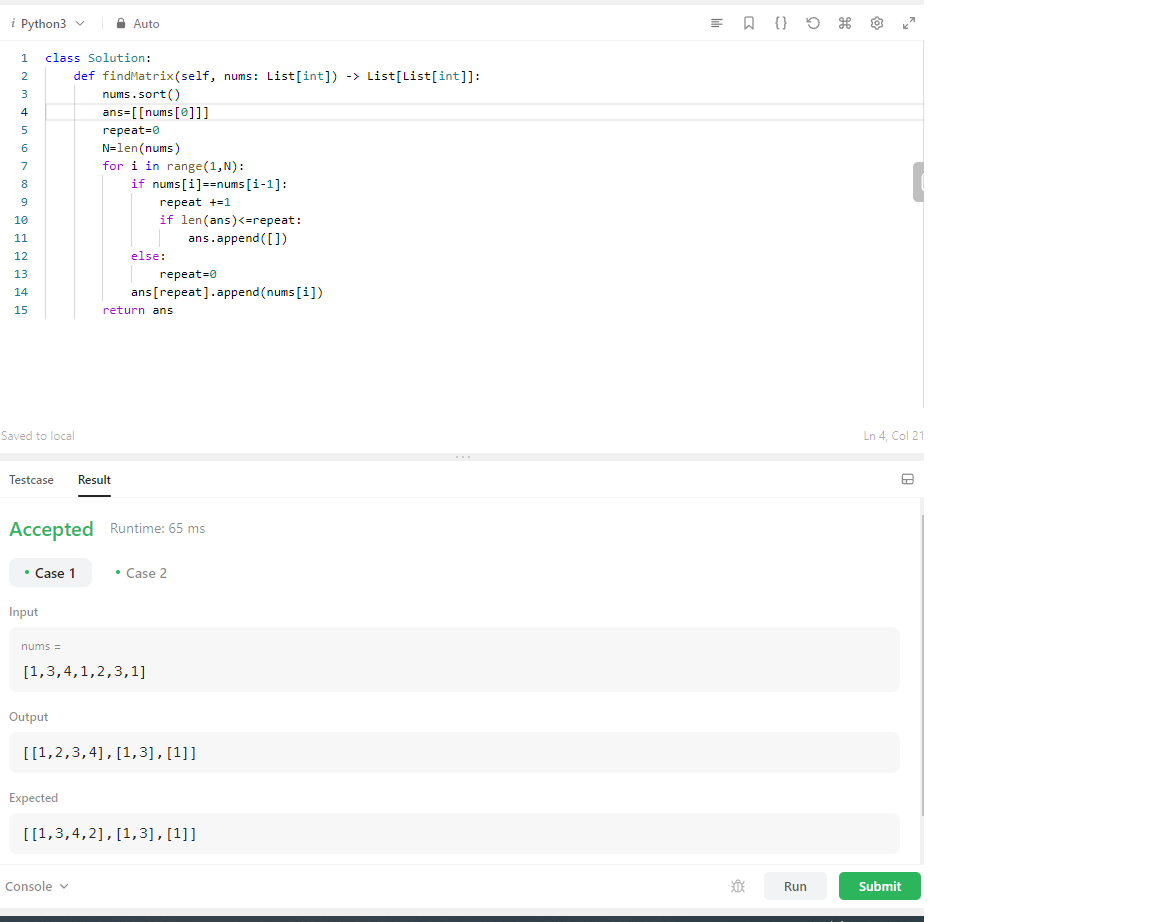 i Python3 Auto
1 class Solution:
2     def findMatrix(self, nums: List[int]) -> List[List[int]]:
3         nums.sort()
4         ans=[[nums[0]]]
5         repeat=0
6         N=len(nums)
7         for i in range(1,N):
8             if nums[i]==nums[i-1]:
9                 repeat +=1
10                 if len(ans)<=repeat:
11                     ans.append([])
12             else:
13                 repeat=0
14             ans[repeat].append(nums[i])
15         return ans
Saved to local Ln 4, Col 21
Testcase Result
Accepted Runtime: 65 ms
Case 1 Case 2
Input
nums =
[1,3,4,1,2,3,1]
Output
[[1,2,3,4],[1,3],[1]]
Expected
[[1,3,4,2],[1,3],[1]]
Console Run Submit